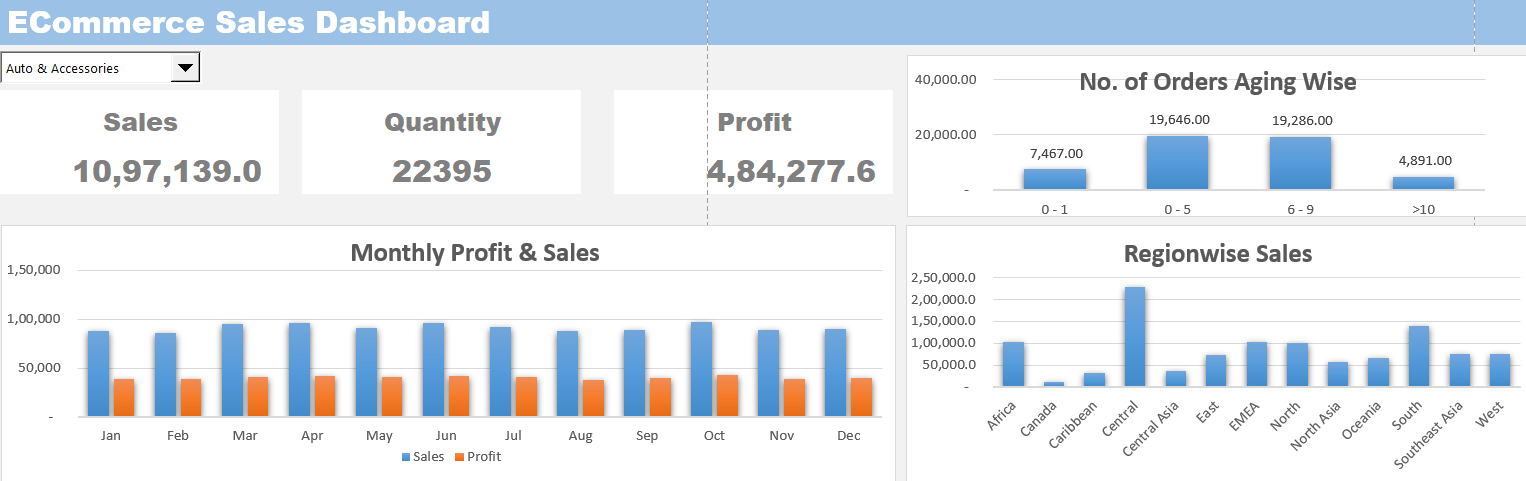 ECommerce Sales Dashboard
Auto & Accessories
Sales
10,97,139.0
Quantity
22395
Profit
4,84,277.6
No. of Orders Aging Wise
40,000.00
20,000.00
-
7,467.00
19,646.00
19,286.00
4,891.00
0 - 1
0 - 5
6 - 9
>10
Monthly Profit & Sales
1,50,000
1,00,000
50,000
-
Jan Feb Mar Apr May Jun Jul Aug Sep Oct Nov Dec
Sales Profit
Regionwise Sales
2,50,000.0
2,00,000.0
1,50,000.0
1,00,000.0
50,000.0
-
Africa
Canada
Caribbean
Central
Central Asia
East
EMEA
North
North Asia
Oceania
South
Southeast Asia
West